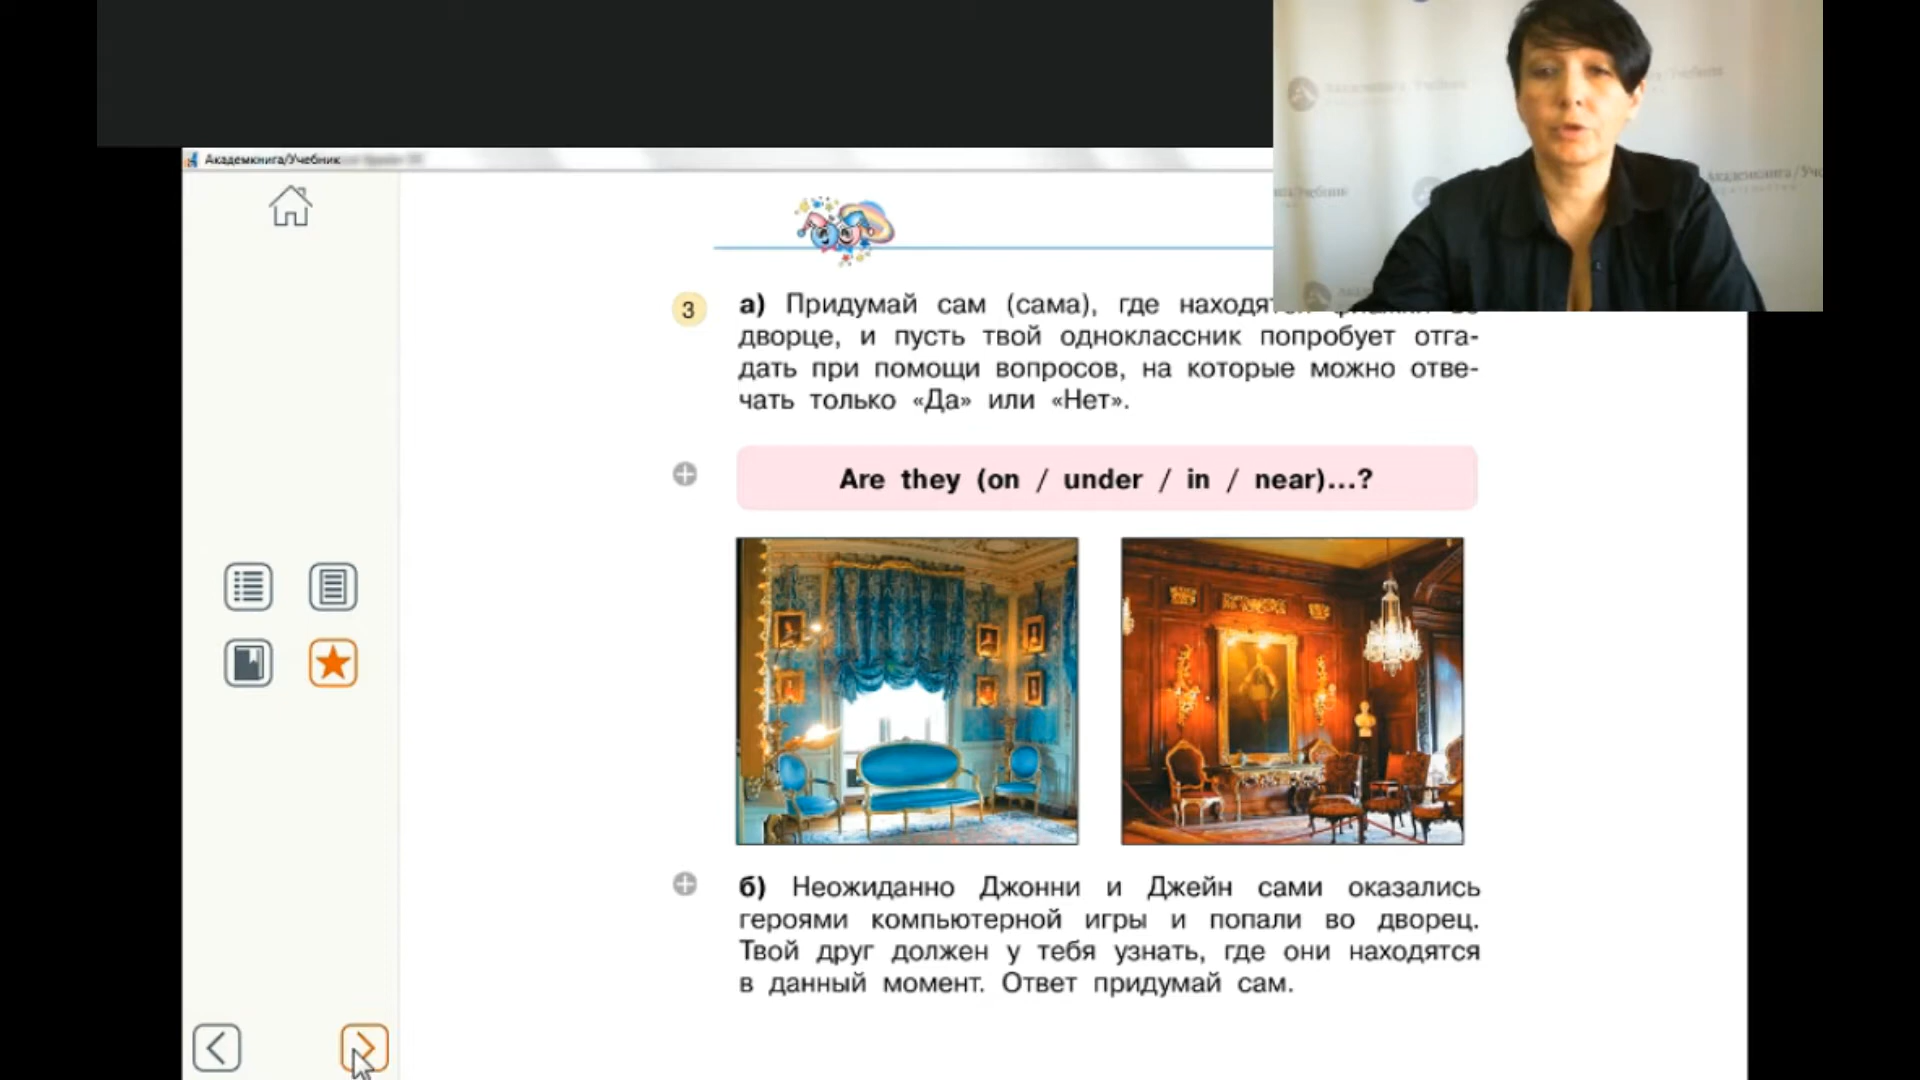 Академкнига/Учебник
3
а) Придумай сам (сама), где
дворце, и пусть твой одноклассник попробует отга-
дать при помощи вопросов, на которые можно отве-
чать только «Да» или «Нет».
Are they (on / under / in / near)...?
б) Неожиданно Джонни и Джейн сами оказались
героями компьютерной игры и попали во дворец.
Твой друг должен у тебя узнать, где они находятся
в данный момент. Ответ придумай сам.